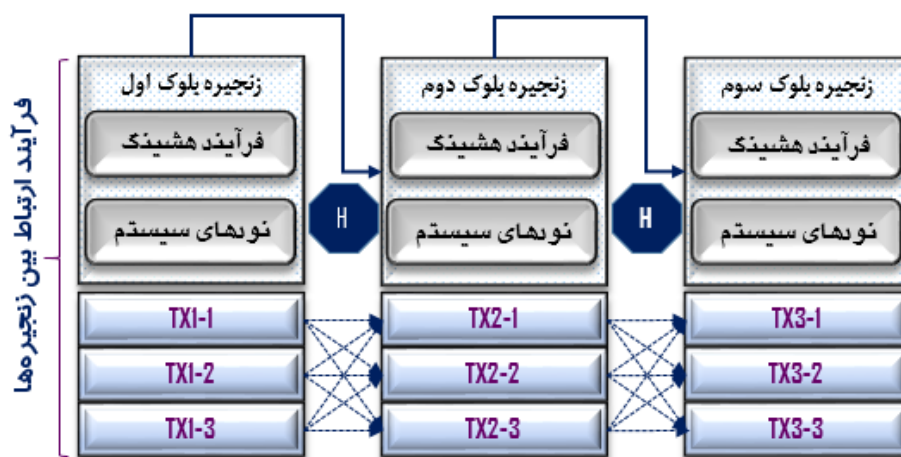 فرآیند ارتباط بین زنجیره‌ها
زنجیره بلوک اول
فرآیند هشینگ
نودهای سیستم
TX1-1
TX1-2
TX1-3
H
زنجیره بلوک دوم
فرآیند هشینگ
نودهای سیستم
TX2-1
TX2-2
TX2-3
H
زنجیره بلوک سوم
فرآیند هشینگ
نودهای سیستم
TX3-1
TX3-2
TX3-3